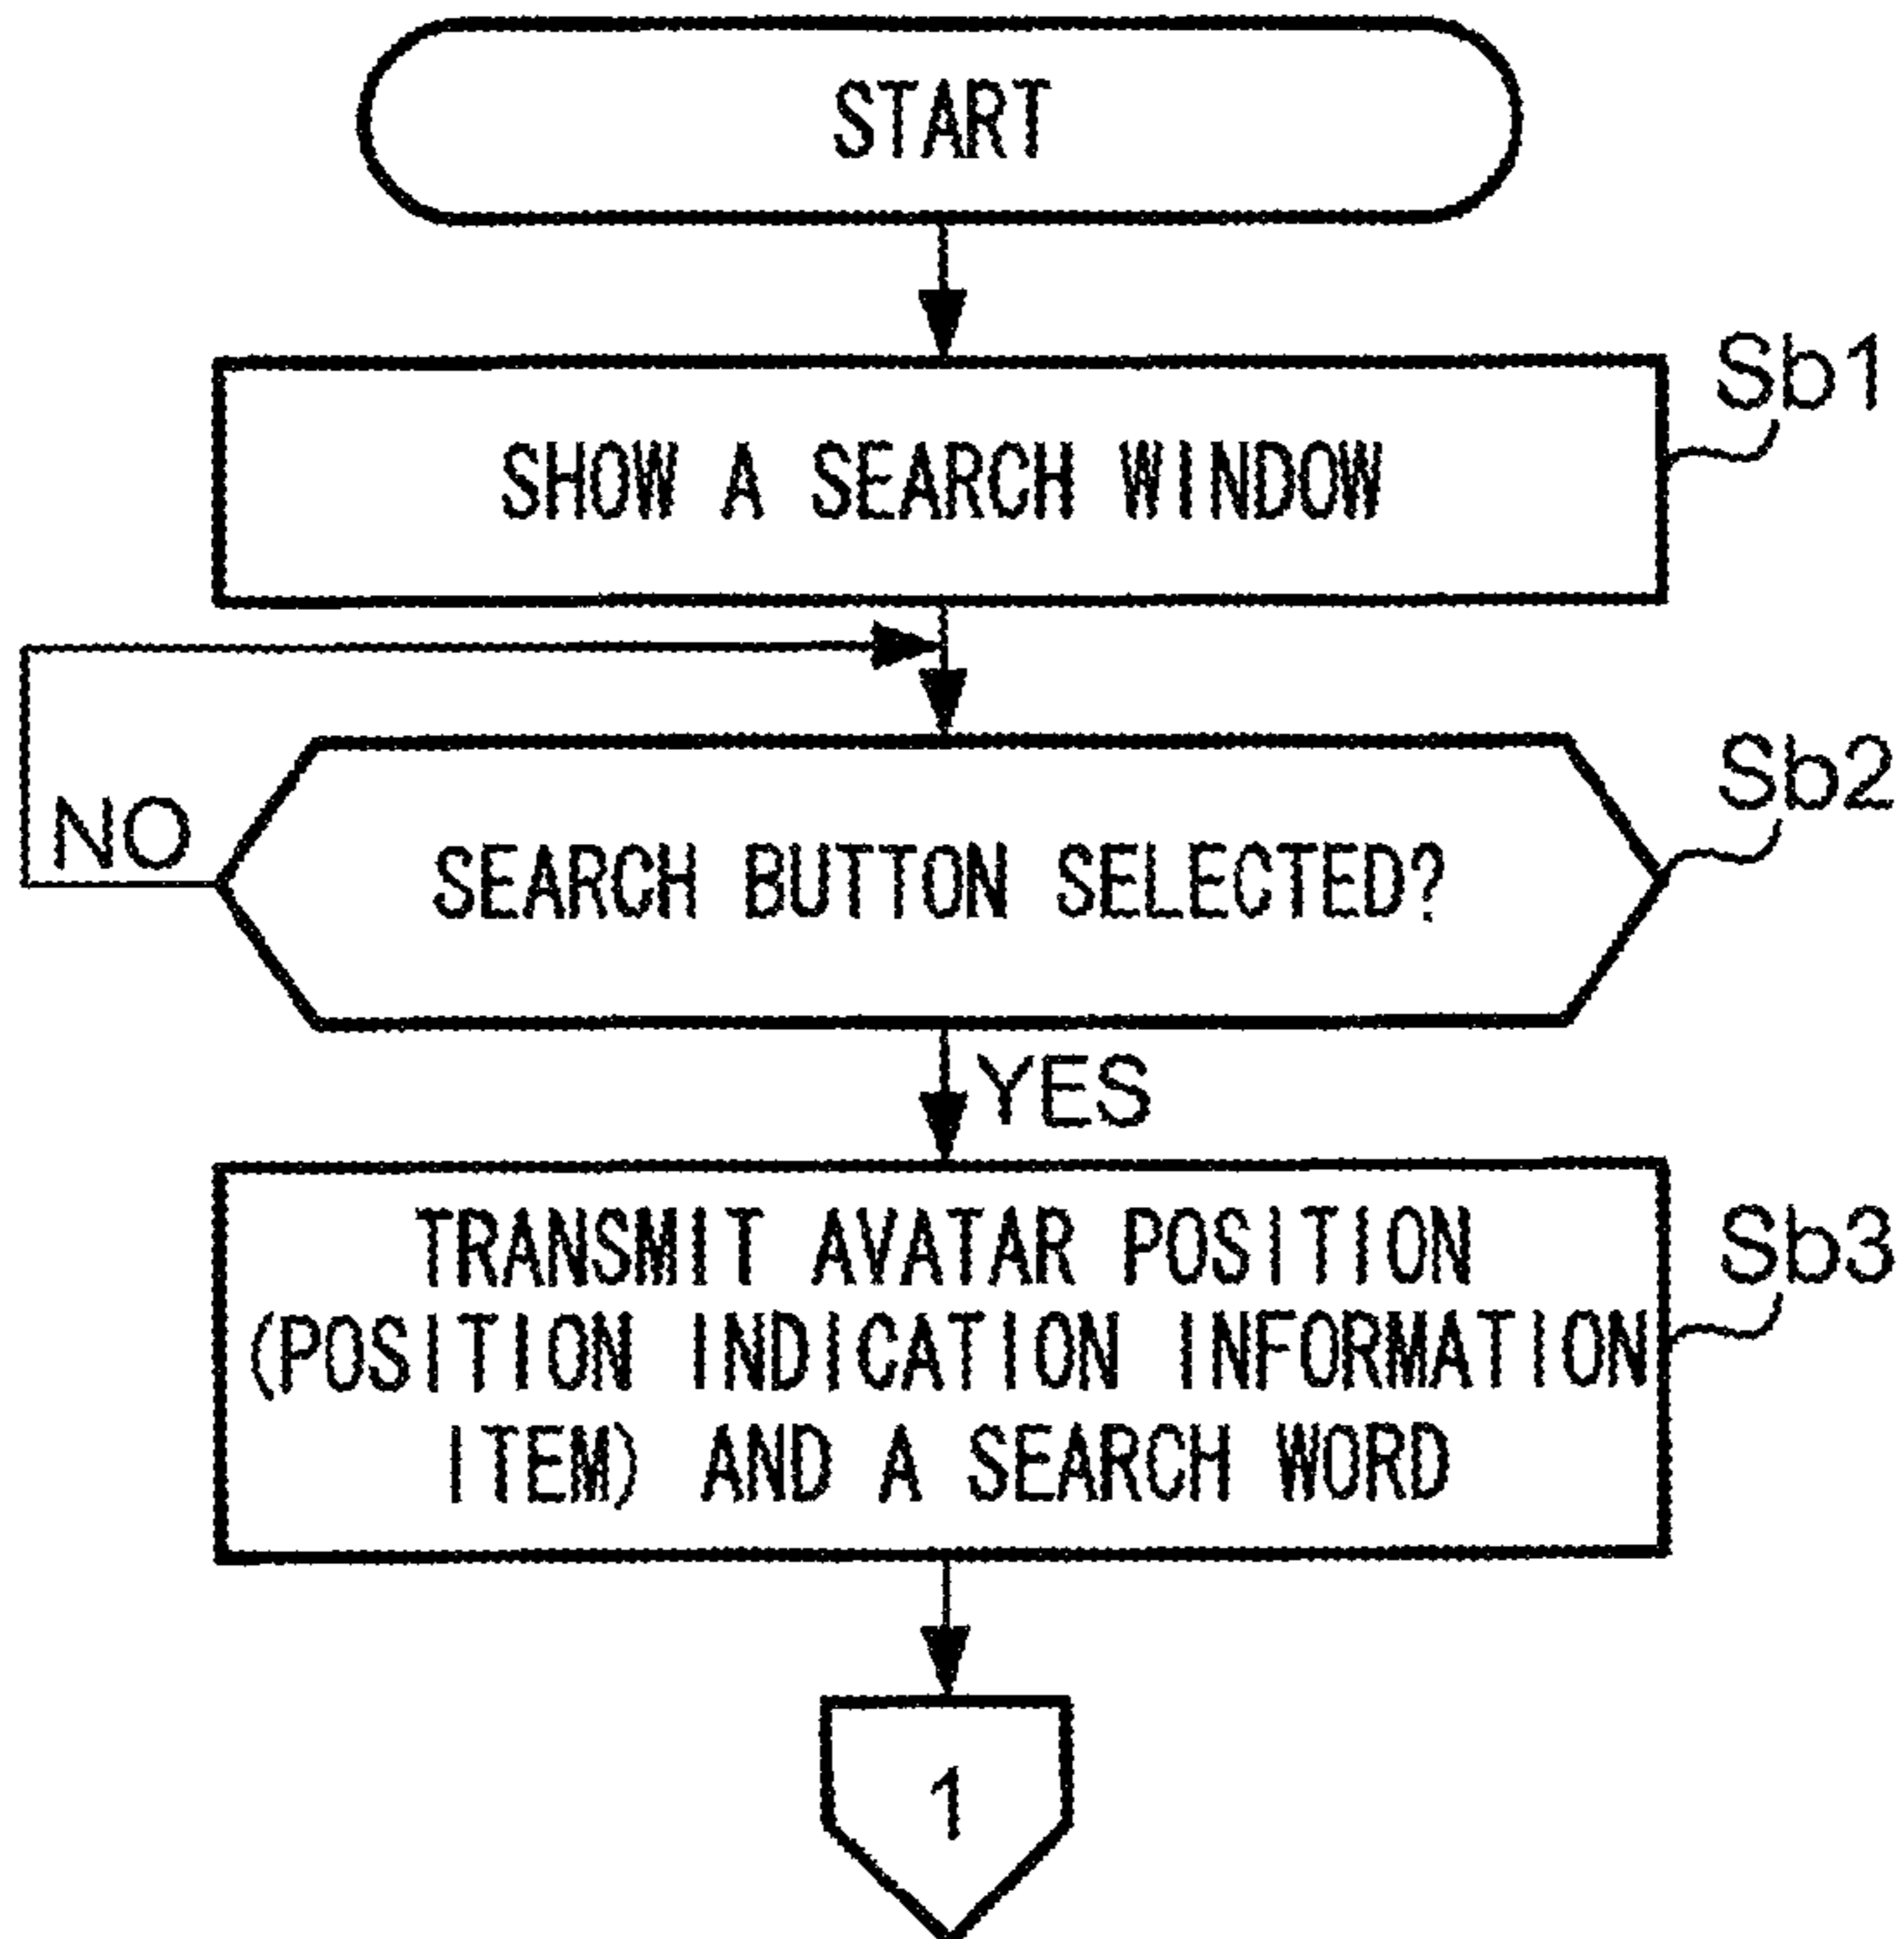 START
Sb1
SHOW A SEARCH WINDOW
Sb2
NO
SEARCH BUTTON SELECTED?
YES
TRANSMIT AVATAR POSITION
Sb3
(POSITION INDICATION INFORMATION
ITEM) AND A SEARCH WORD
1